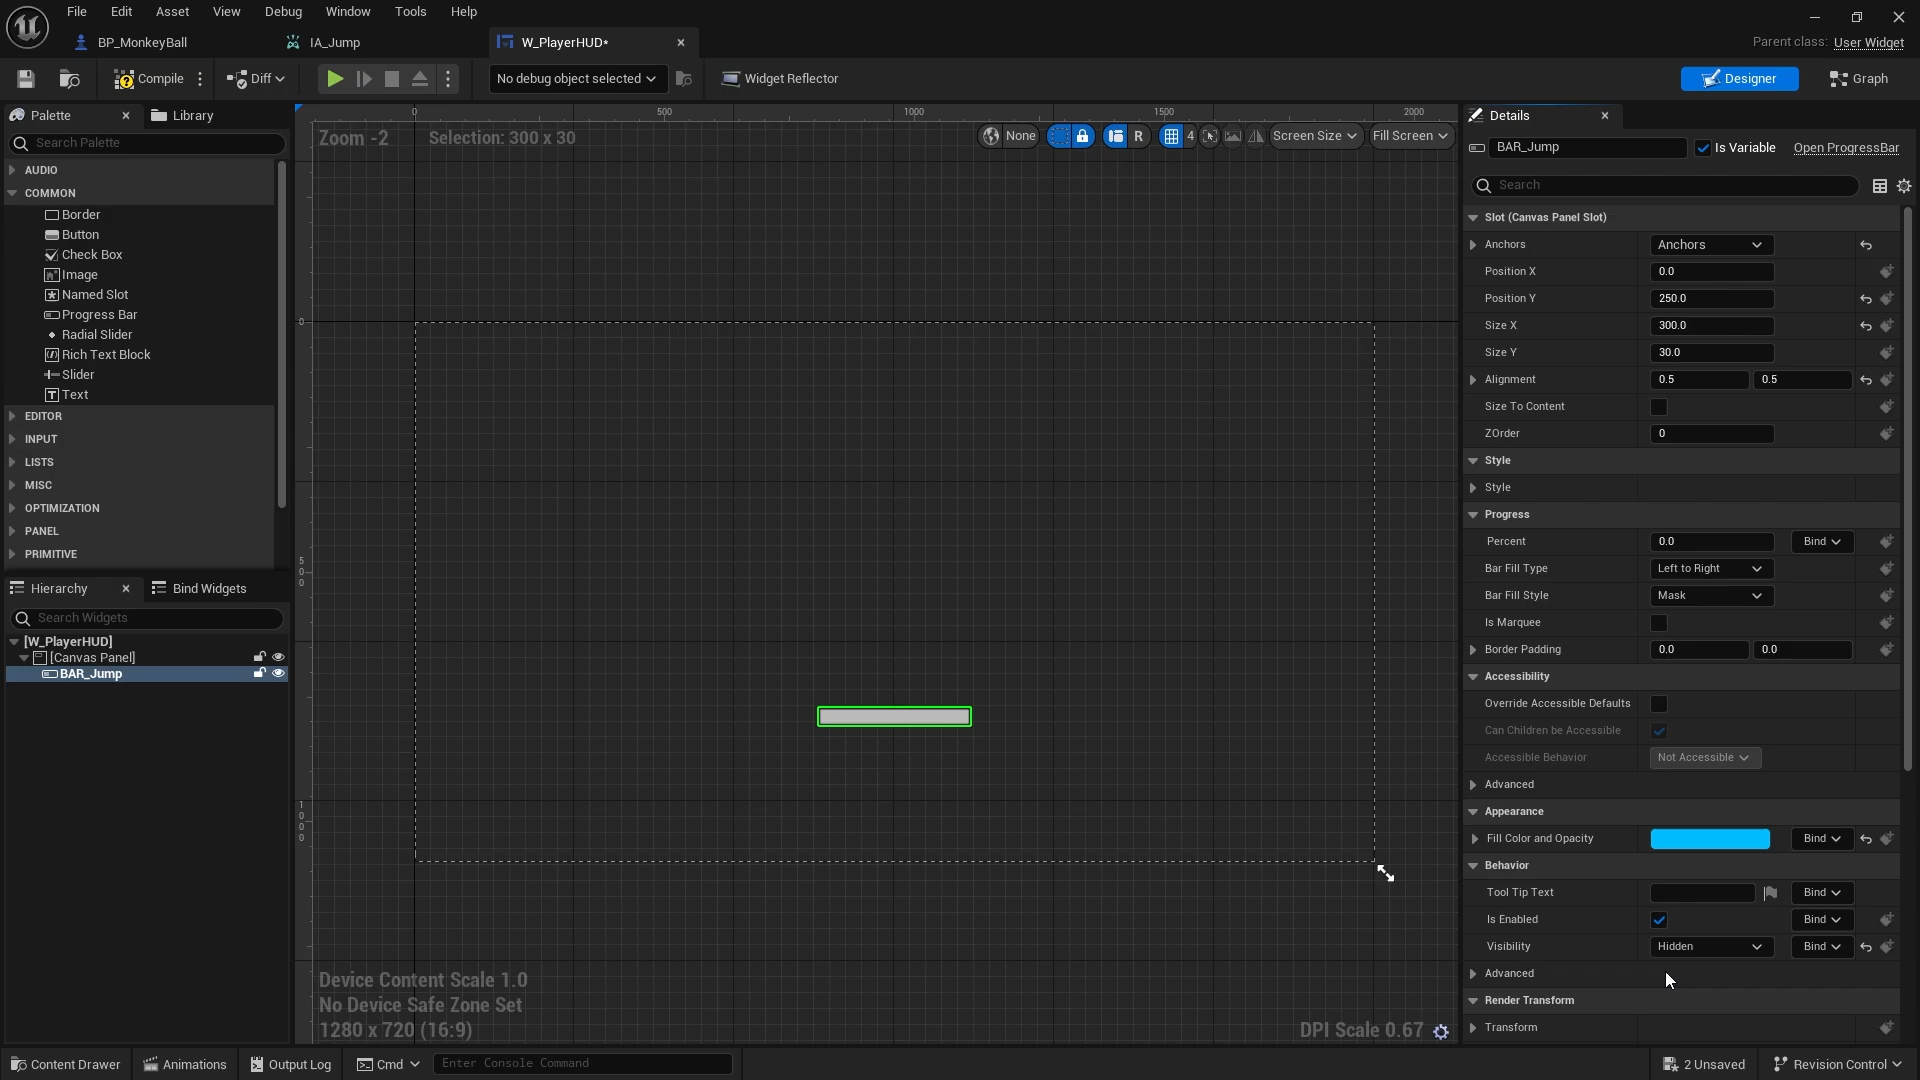 File Edit Asset View Debug Window Tools Help
BP_MonkeyBall IA_Jump W_PlayerHUD*
Parent class: User Widget
Compile Diff No debug object selected Widget Reflector Designer Graph
Palette Library
Search Palette
AUDIO
COMMON
Border
Button
Check Box
Image
Named Slot
Progress Bar
Radial Slider
Rich Text Block
Slider
Text
EDITOR
INPUT
LISTS
MISC
OPTIMIZATION
PANEL
PRIMITIVE
Hierarchy Bind Widgets
Search Widgets
[W_PlayerHUD]
[Canvas Panel]
BAR_Jump
0 500 1000 1500 2000
Zoom -2 Selection: 300 x 30
None R 4 Screen Size Fill Screen
0
500
1000
Device Content Scale 1.0
No Device Safe Zone Set
1280 x 720 (16:9)
DPI Scale 0.67
Details
BAR_Jump Is Variable Open ProgressBar
Search
Slot (Canvas Panel Slot)
Anchors Anchors
Position X 0.0
Position Y 250.0
Size X 300.0
Size Y 30.0
Alignment 0.5 0.5
Size To Content
ZOrder 0
Style
Style
Progress
Percent 0.0 Bind
Bar Fill Type Left to Right
Bar Fill Style Mask
Is Marquee
Border Padding 0.0 0.0
Accessibility
Override Accessible Defaults
Can Children be Accessible
Accessible Behavior Not Accessible
Advanced
Appearance
Fill Color and Opacity Bind
Behavior
Tool Tip Text Bind
Is Enabled Bind
Visibility Hidden Bind
Advanced
Render Transform
Transform
Content Drawer Animations Output Log Cmd Enter Console Command 2 Unsaved Revision Control